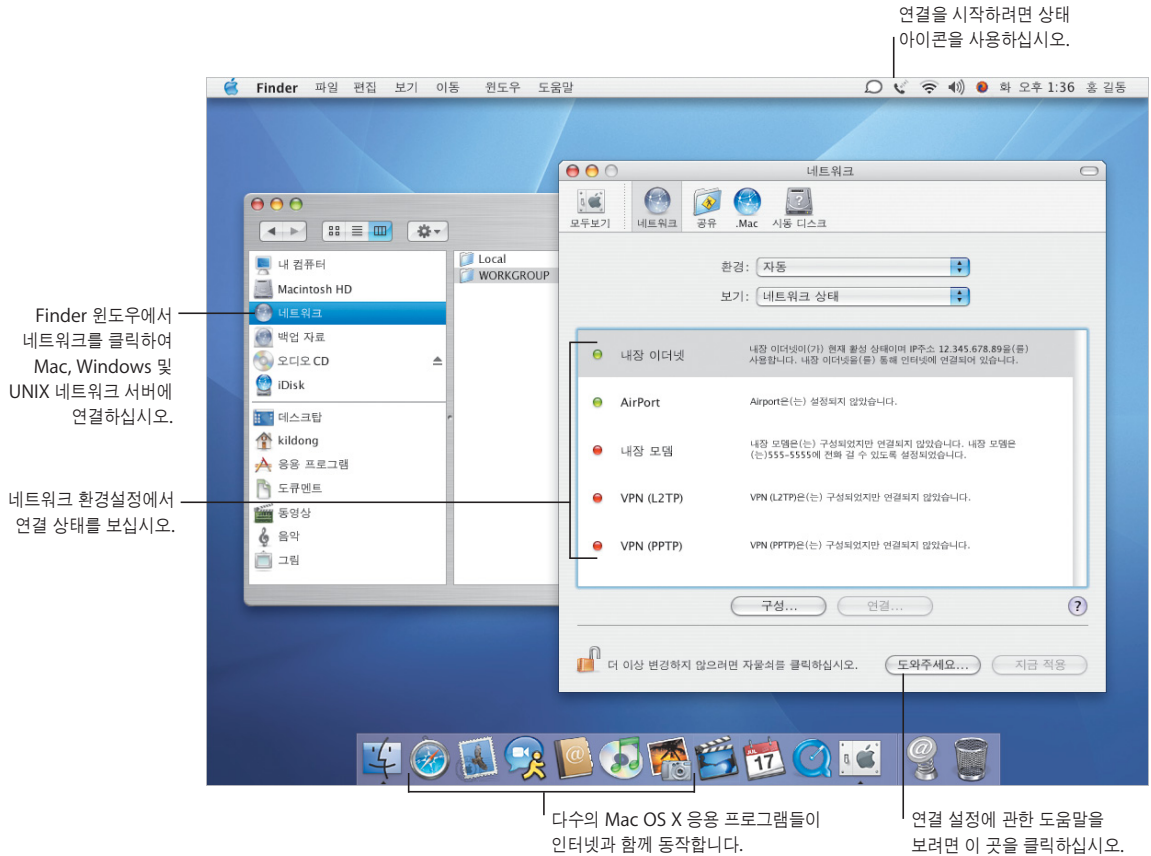 연결을 시작하려면 상태
아이콘을 사용하십시오.
Finder 파일 편집 보기 이동 윈도우 도움말
화 오후 1:36 홍 길동
네트워크
모두보기 네트워크 공유 .Mac 시동 디스크
환경: 자동
보기: 네트워크 상태
내 컴퓨터
Macintosh HD
네트워크
백업 자료
오디오 CD
iDisk
데스크탑
kildong
응용 프로그램
도큐멘트
동영상
음악
그림
Local
WORKGROUP
Finder 윈도우에서
네트워크를 클릭하여
Mac, Windows 및
UNIX 네트워크 서버에
연결하십시오.
네트워크 환경설정에서
연결 상태를 보십시오.
내장 이더넷
내장 이더넷이(가) 현재 활성 상태이며 IP주소 12.345.678.89을(를)
사용합니다. 내장 이더넷을(를) 통해 인터넷에 연결되어 있습니다.
AirPort
Airport은(는) 설정되지 않았습니다.
내장 모뎀
내장 모뎀은(는) 구성되었지만 연결되지 않았습니다. 내장 모뎀은
(는)555-5555에 전화 걸 수 있도록 설정되었습니다.
VPN (L2TP)
VPN (L2TP)은(는) 구성되었지만 연결되지 않았습니다.
VPN (PPTP)
VPN (PPTP)은(는) 구성되었지만 연결되지 않았습니다.
구성... 연결... ?
더 이상 변경하지 않으려면 자물쇠를 클릭하십시오. 도와주세요... 지금 적용
JUL
17
다수의 Mac OS X 응용 프로그램들이
인터넷과 함께 동작합니다.
연결 설정에 관한 도움말을
보려면 이 곳을 클릭하십시오.